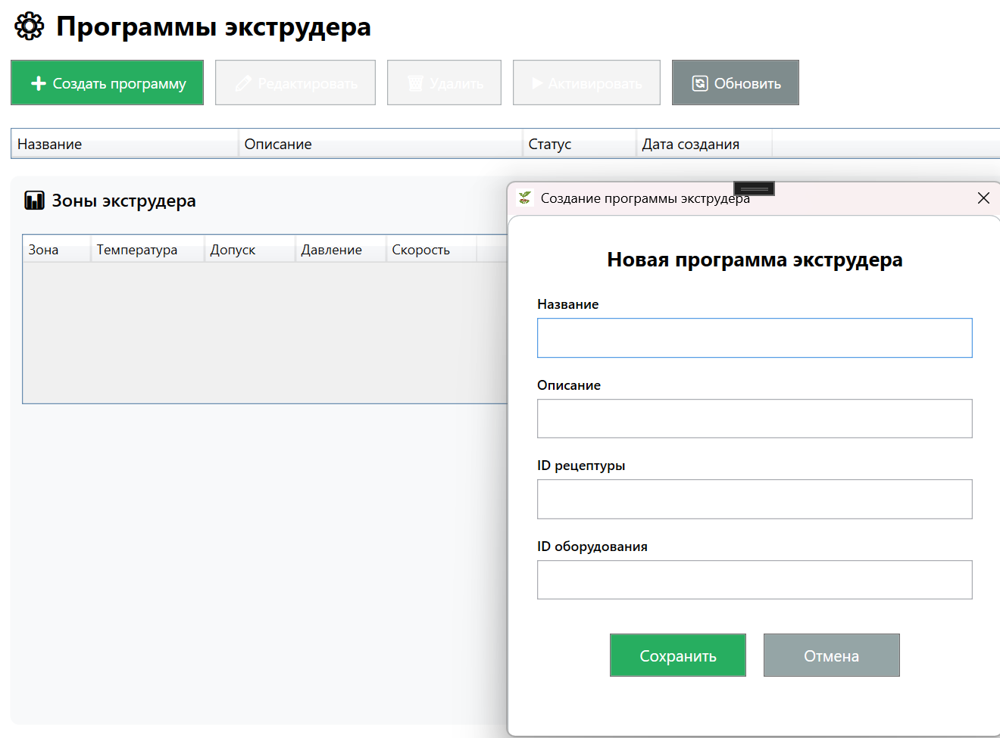 Программы экструдера
Создать программу
Редактировать
Удалить
Активировать
Обновить
Название Описание Статус Дата создания
Зоны экструдера
Зона Температура Допуск Давление Скорость
Создание программы экструдера
Новая программа экструдера
Название
Описание
ID рецептуры
ID оборудования
Сохранить
Отмена